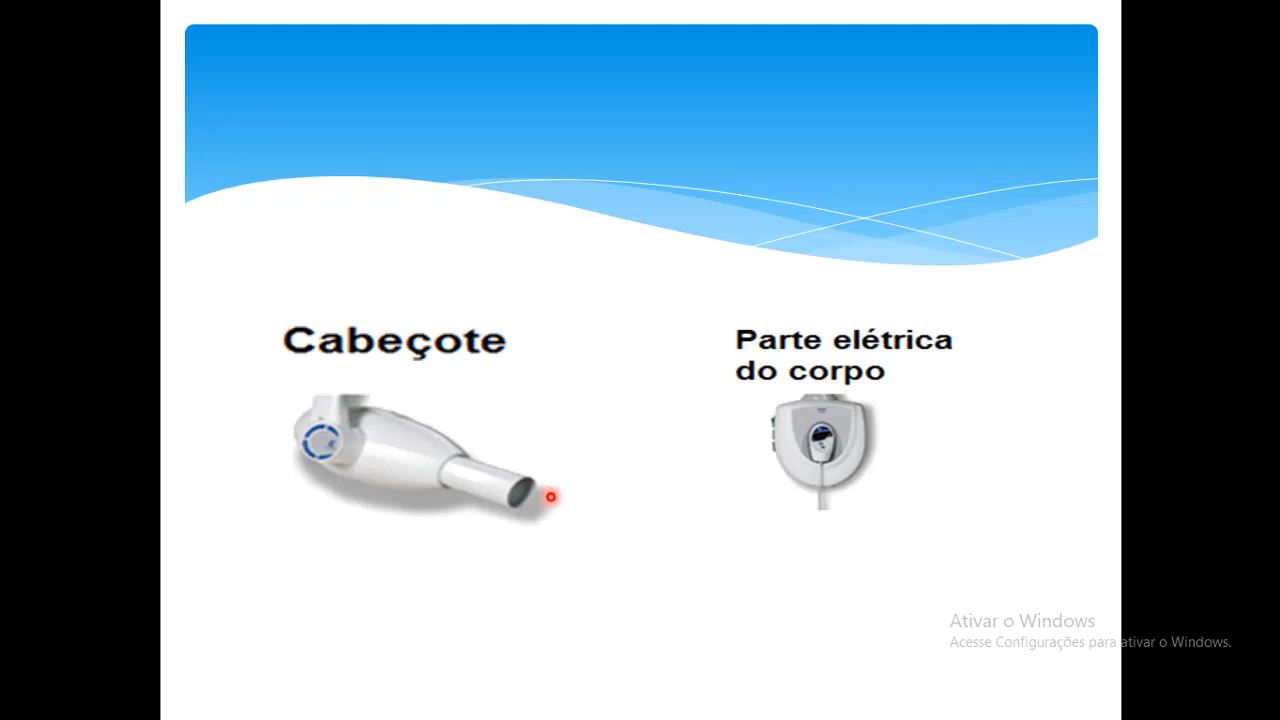 Cabeçote
Parte elétrica
do corpo
Ativar o Windows
Acesse Configurações para ativar o Windows.